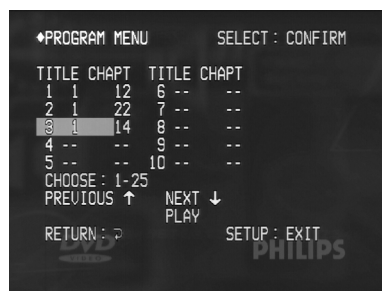 ♦PROGRAM MENU SELECT: CONFIRM
TITLE CHAPT TITLE CHAPT
1 1 12 6 -- --
2 1 22 7 -- --
3 1 14 8 -- --
4 -- -- 9 -- --
5 -- -- 10 -- --
CHOOSE: 1-25
PREVIOUS ↑ NEXT ↓
PLAY
RETURN: ⊋ SETUP: EXIT
DVD
VIDEO
PHILIPS